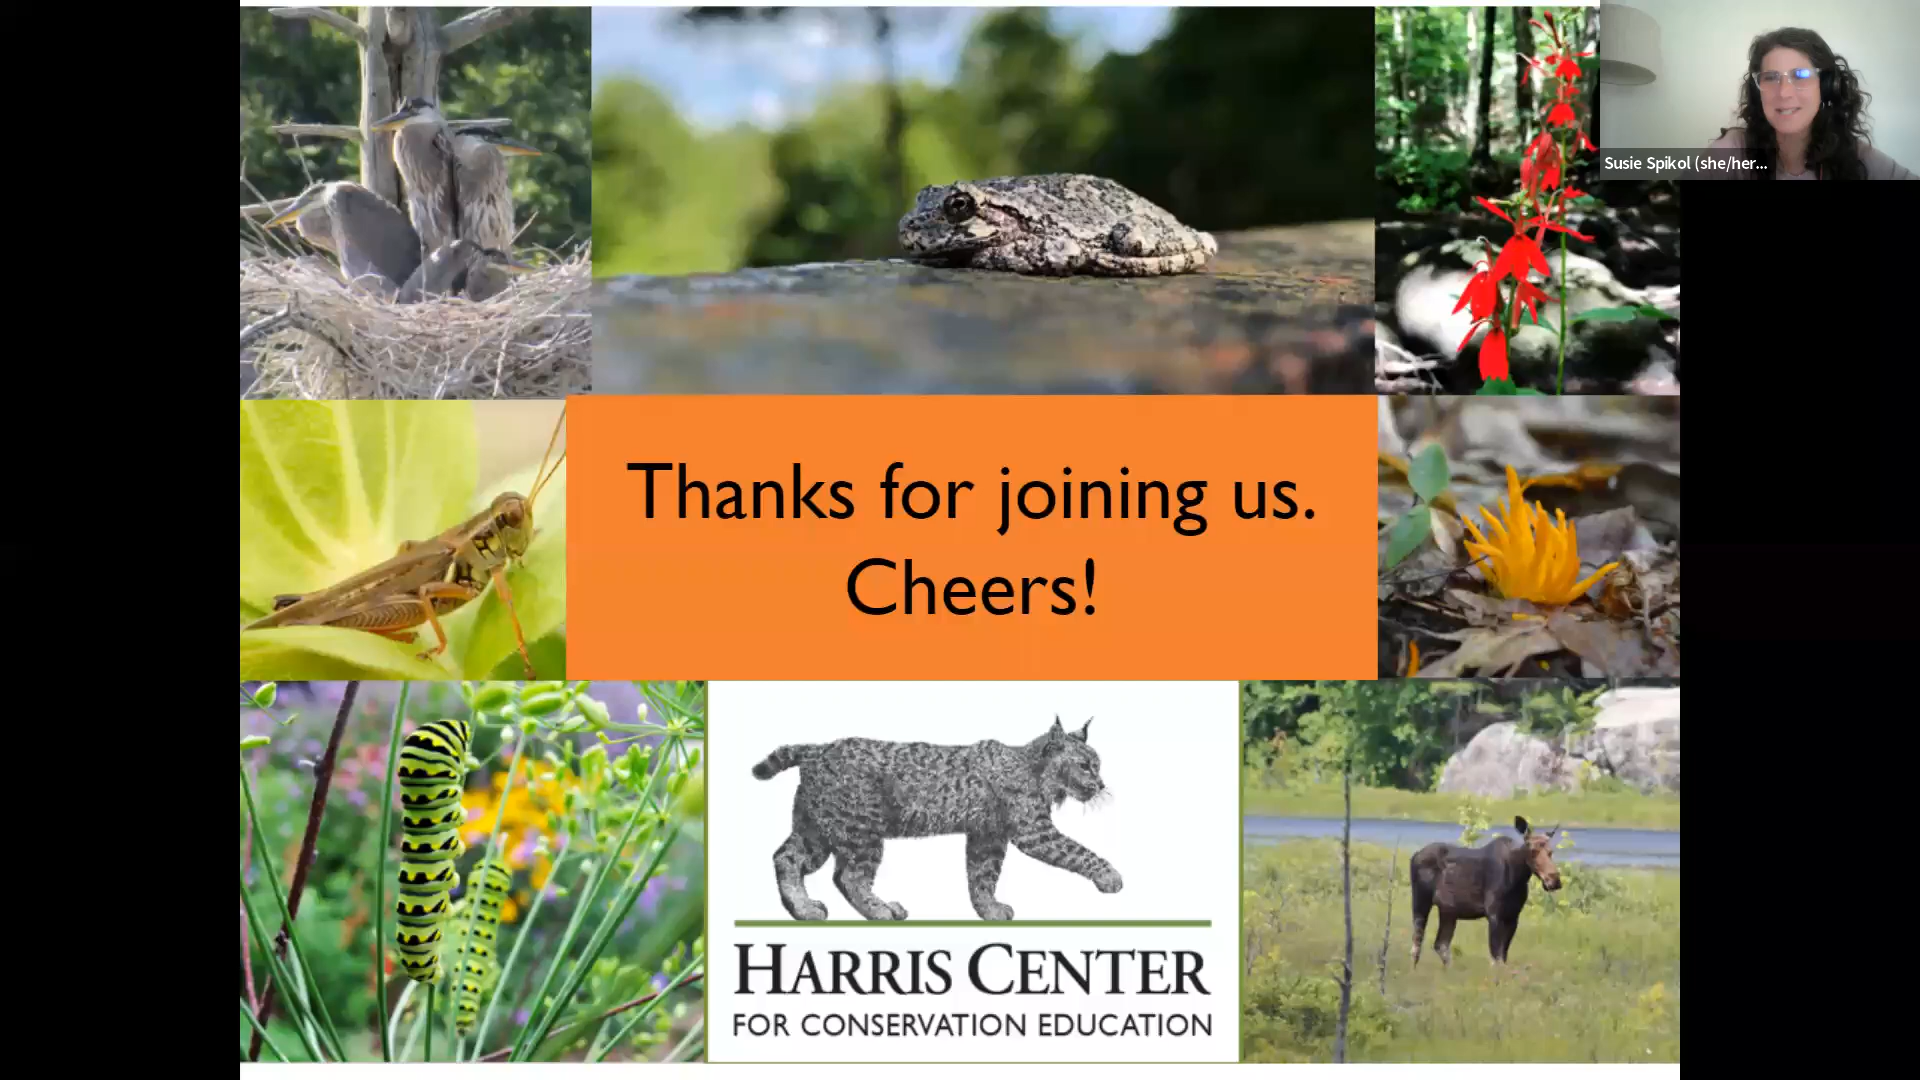 Susie Spikol (she/her...
Thanks for joining us.
Cheers!
HARRIS CENTER
FOR CONSERVATION EDUCATION